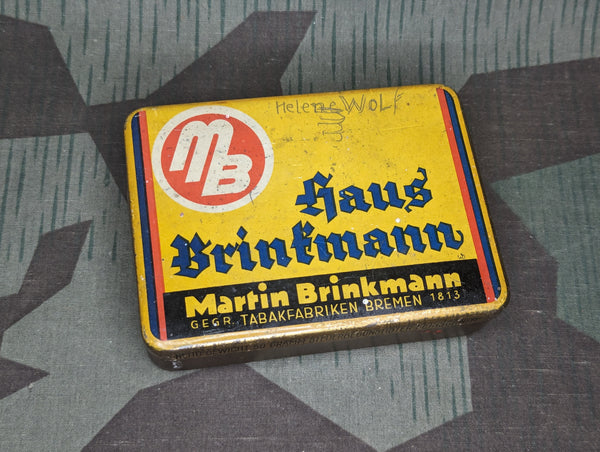 Helene WOLF.
MB
Haus
Brinkmann
Martin Brinkmann
GEGR. TABAKFABRIKEN BREMEN 1813